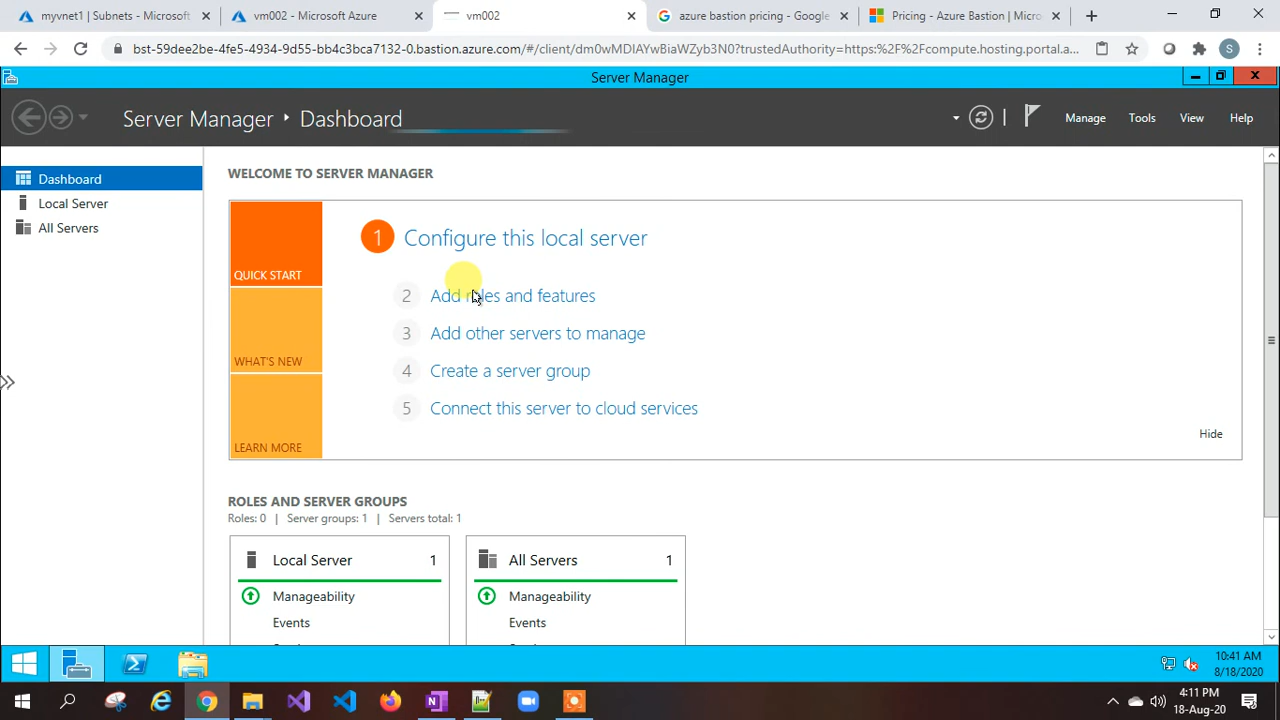 myvnet1 | Subnets - Microsoft
vm002 - Microsoft Azure
vm002
azure bastion pricing - Google
Pricing - Azure Bastion | Micro
bst-59dee2be-4fe5-4934-9d55-bb4c3bca7132-0.bastion.azure.com/#/client/dm0wMDIAYwBiaWZyb3N0?trustedAuthority=https:%2F%2Fcompute.hosting.portal.a...
S
Server Manager
Server Manager
Dashboard
Manage
Tools
View
Help
Dashboard
Local Server
All Servers
WELCOME TO SERVER MANAGER
QUICK START
WHAT'S NEW
LEARN MORE
1 Configure this local server
2 Add roles and features
3 Add other servers to manage
4 Create a server group
5 Connect this server to cloud services
Hide
ROLES AND SERVER GROUPS
Roles: 0 | Server groups: 1 | Servers total: 1
Local Server 1
Manageability
Events
All Servers 1
Manageability
Events
10:41 AM
8/18/2020
4:11 PM
18-Aug-20